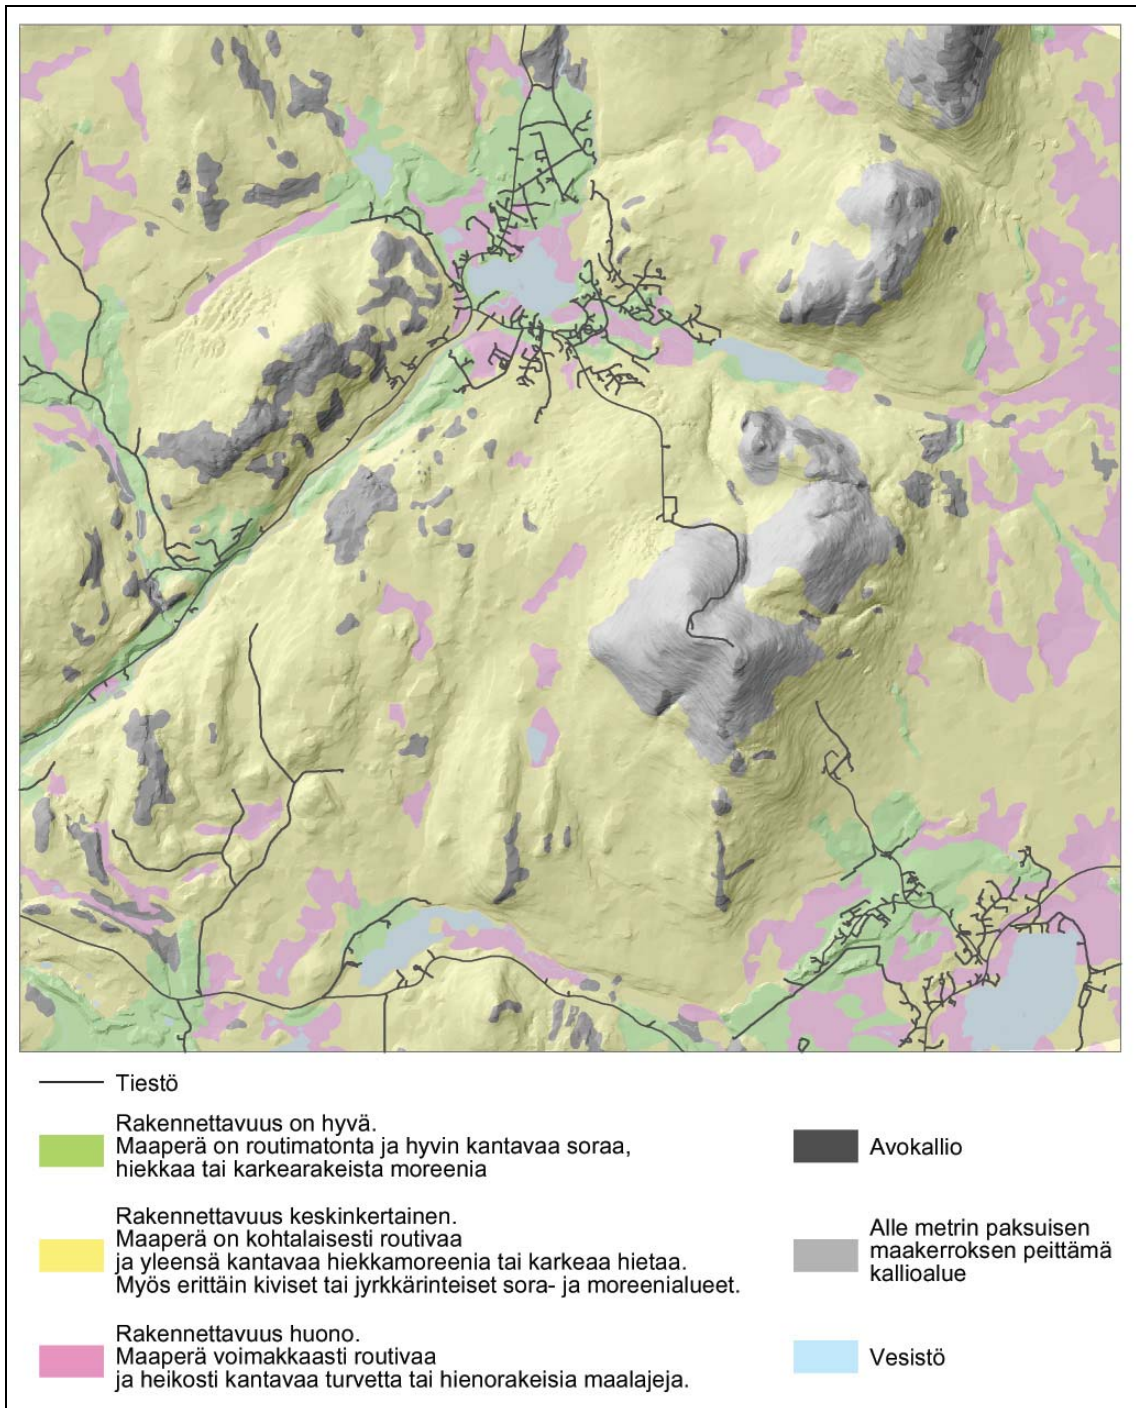 Tiestö
Rakennettavuus on hyvä.
Maaperä on routimatonta ja hyvin kantavaa soraa,
hiekkaa tai karkearakeista moreenia
Rakennettavuus keskinkertainen.
Maaperä on kohtalaisesti routivaa
ja yleensä kantavaa hiekkamoreenia tai karkeaa hietaa.
Myös erittäin kiviset tai jyrkkärinteiset sora- ja moreenialueet.
Rakennettavuus huono.
Maaperä voimakkaasti routivaa
ja heikosti kantavaa turvetta tai hienorakeisia maalajeja.
Avokallio
Alle metrin paksuisen
maakerroksen peittämä
kallioalue
Vesistö